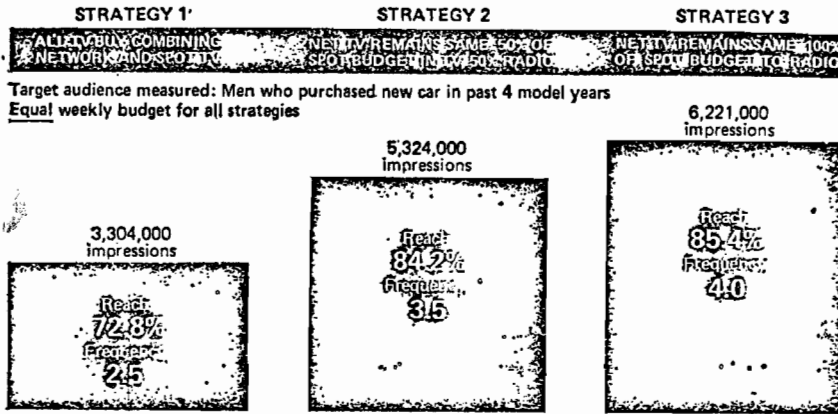 STRATEGY 1
STRATEGY 2
STRATEGY 3
ALL TV BUY COMBINING
NETWORK AND SPOT TV
NET TV REMAINS SAME 50% OF
SPOT BUDGET IN TV 50% RADIO
NET TV REMAINS SAME 100%
OF SPOT BUDGET TO RADIO
Target audience measured: Men who purchased new car in past 4 model years
Equal weekly budget for all strategies
3,304,000
impressions
Reach
72.8%
Frequency
2.5
5,324,000
impressions
Reach
84.2%
Frequency
3.5
6,221,000
impressions
Reach
85.4%
Frequency
4.0